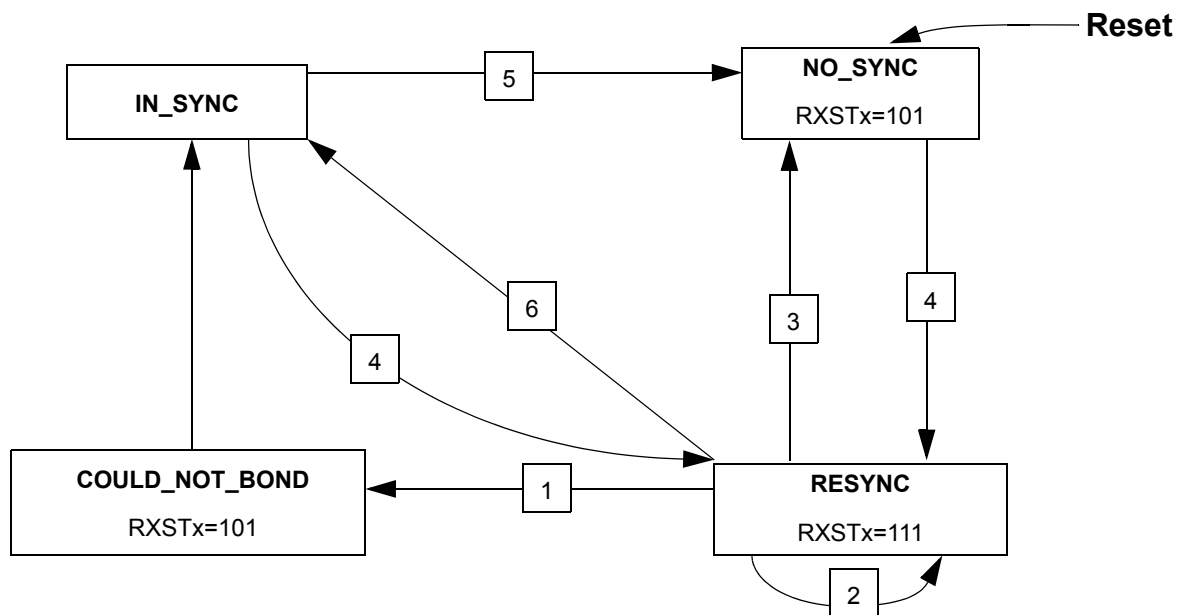 Reset
NO_SYNC
RXSTx=101
IN_SYNC
5
6
3
4
4
COULD_NOT_BOND
RXSTx=101
1
RESYNC
RXSTx=111
2